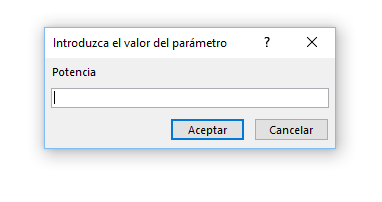 Introduzca el valor del parámetro ?
Potencia
Aceptar Cancelar